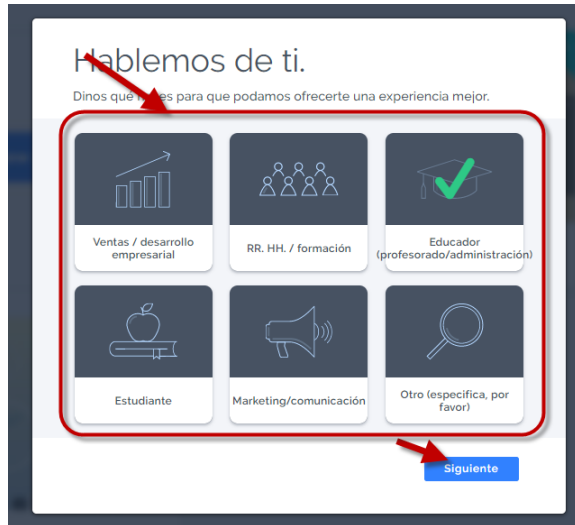 Hablemos de ti.
Dinos que haces para que podamos ofrecerte una experiencia mejor.
Ventas / desarrollo
empresarial
RR. HH. / formación
Educador
(profesorado/administración)
Estudiante
Marketing/comunicación
Otro (especifica, por
favor)
Siguiente